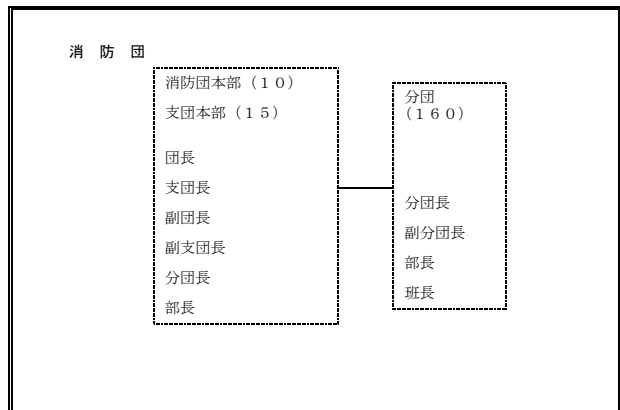 消 防 団
消防団本部（１０）
支団本部（１５）
団長
支団長
副団長
副支団長
分団長
部長
分団
（１６０）
分団長
副分団長
部長
班長